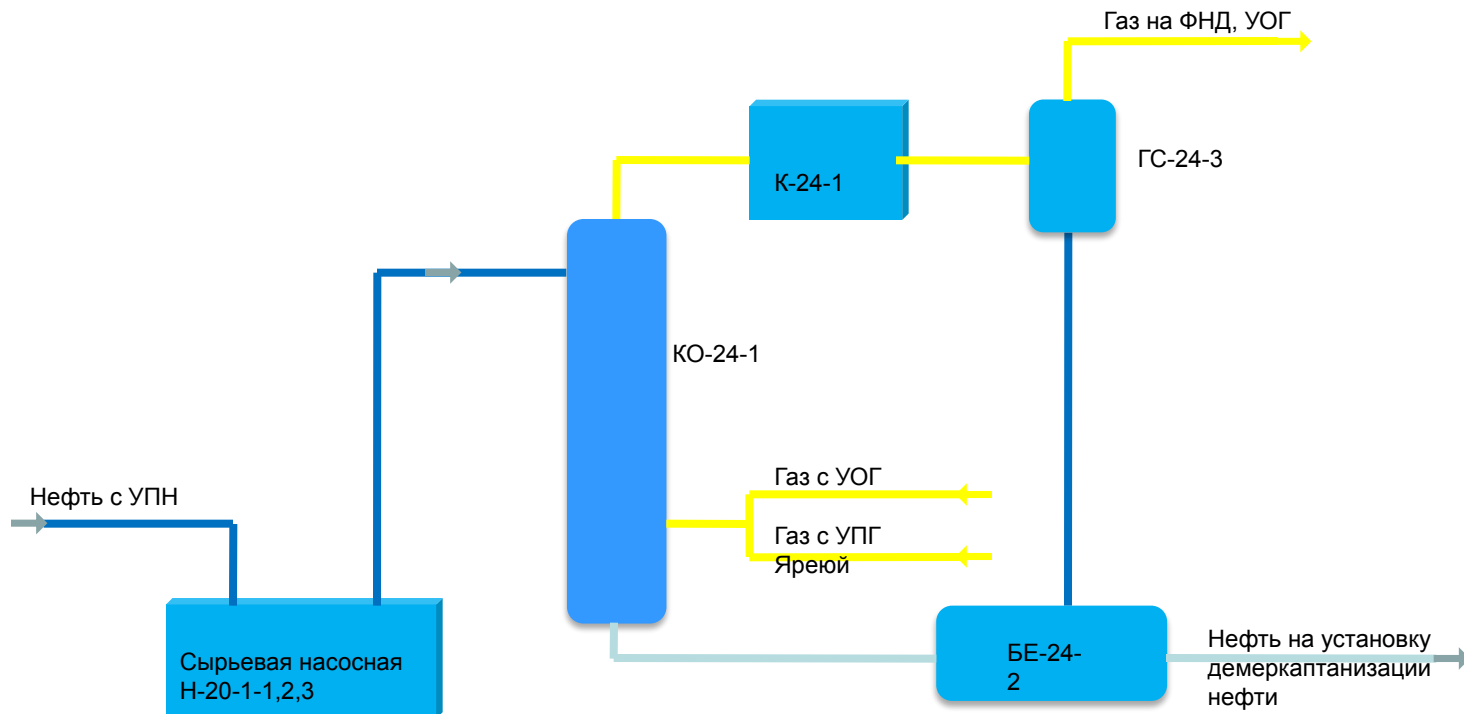 Газ на ФНД, УОГ
К-24-1
ГС-24-3
КО-24-1
Газ с УОГ
Нефть с УПН
Газ с УПГ
Яреюй
Сырьевая насосная
Н-20-1-1,2,3
БЕ-24-
2
Нефть на установку
демеркаптанизации
нефти